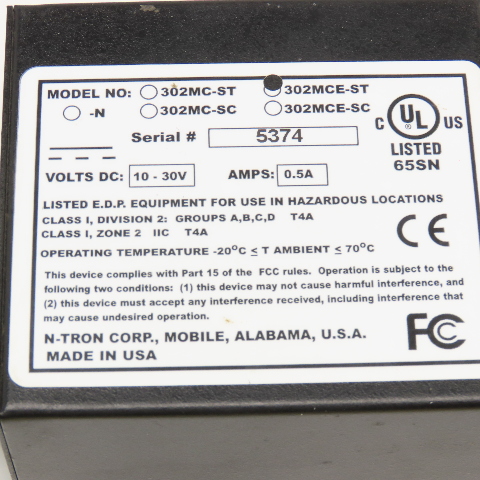 MODEL NO: 302MC-ST 302MCE-ST
-N 302MC-SC 302MCE-SC
Serial # 5374
C UL US
LISTED
65SN
VOLTS DC: 10 - 30V AMPS: 0.5A
LISTED E.D.P. EQUIPMENT FOR USE IN HAZARDOUS LOCATIONS
CLASS I, DIVISION 2: GROUPS A,B,C,D T4A
CLASS I, ZONE 2 IIC T4A
CE
OPERATING TEMPERATURE -20°C ≤ T AMBIENT ≤ 70°C
This device complies with Part 15 of the FCC rules. Operation is subject to the
following two conditions: (1) this device may not cause harmful interference, and
(2) this device must accept any interference received, including interference that
may cause undesired operation.
N-TRON CORP., MOBILE, ALABAMA, U.S.A.
MADE IN USA
FC